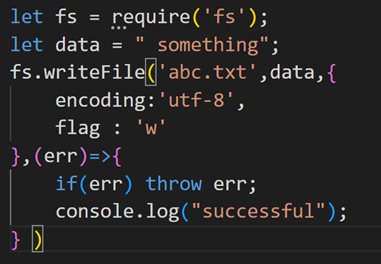 let fs = require('fs');
let data = " something";
fs.writeFile('abc.txt',data,{
    encoding:'utf-8',
    flag : 'w'
},(err)=>{
    if(err) throw err;
    console.log("successful");
} )